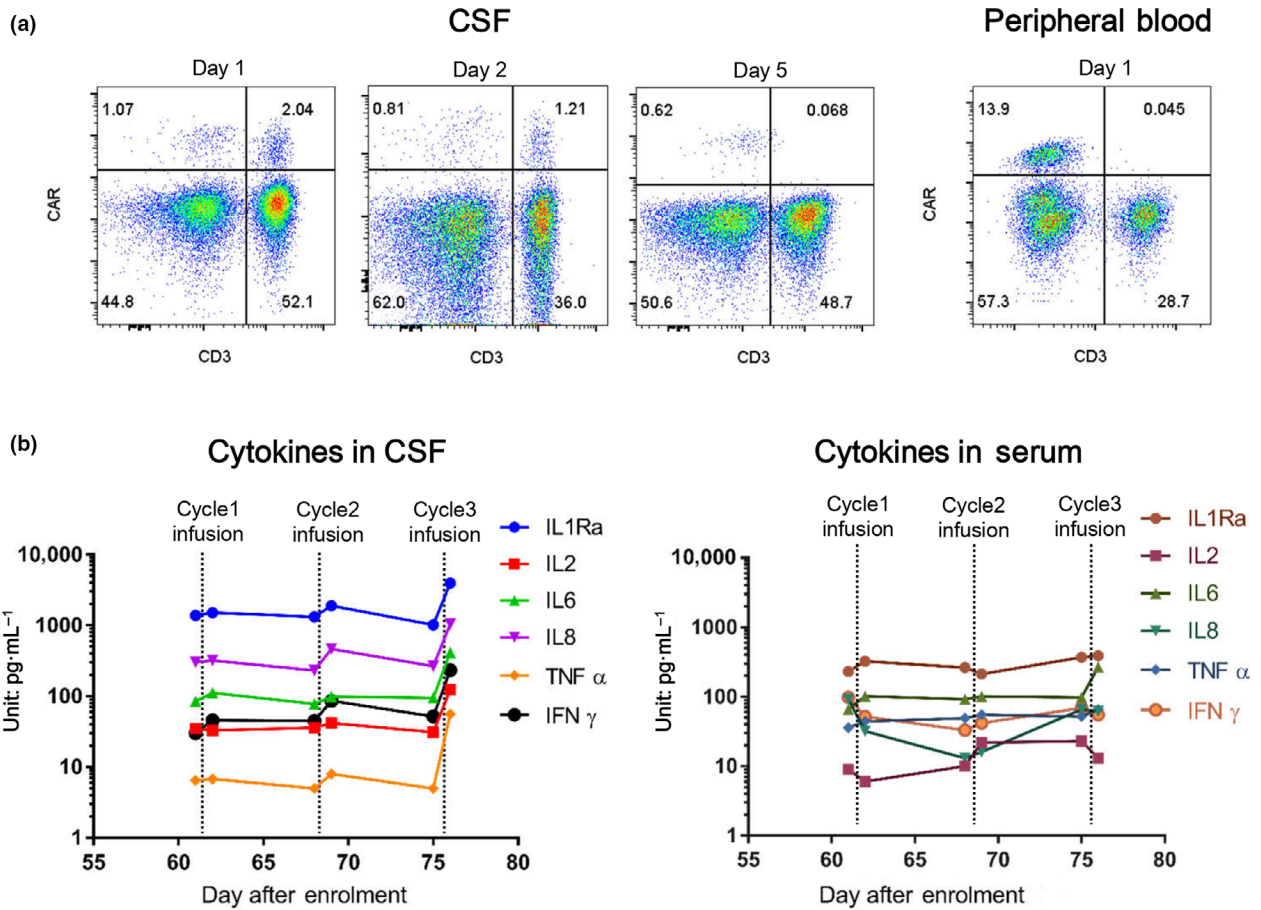 (a)
CSF
Peripheral blood
Day 1
Day 2
Day 5
Day 1
1.07
2.04
0.81
1.21
0.62
0.068
13.9
0.045
CAR
CAR
CAR
CAR
44.8
52.1
62.0
36.0
50.6
48.7
57.3
28.7
CD3
CD3
CD3
CD3
(b)
Cytokines in CSF
Cytokines in serum
Cycle1
infusion
Cycle2
infusion
Cycle3
infusion
IL1Ra
IL2
IL6
IL8
TNF α
IFN γ
Unit: pg·mL⁻¹
10,000
1000
100
10
1
55
60
65
70
75
80
Day after enrolment
Cycle1
infusion
Cycle2
infusion
Cycle3
infusion
IL1Ra
IL2
IL6
IL8
TNF α
IFN γ
Unit: pg·mL⁻¹
10,000
1000
100
10
1
55
60
65
70
75
80
Day after enrolment